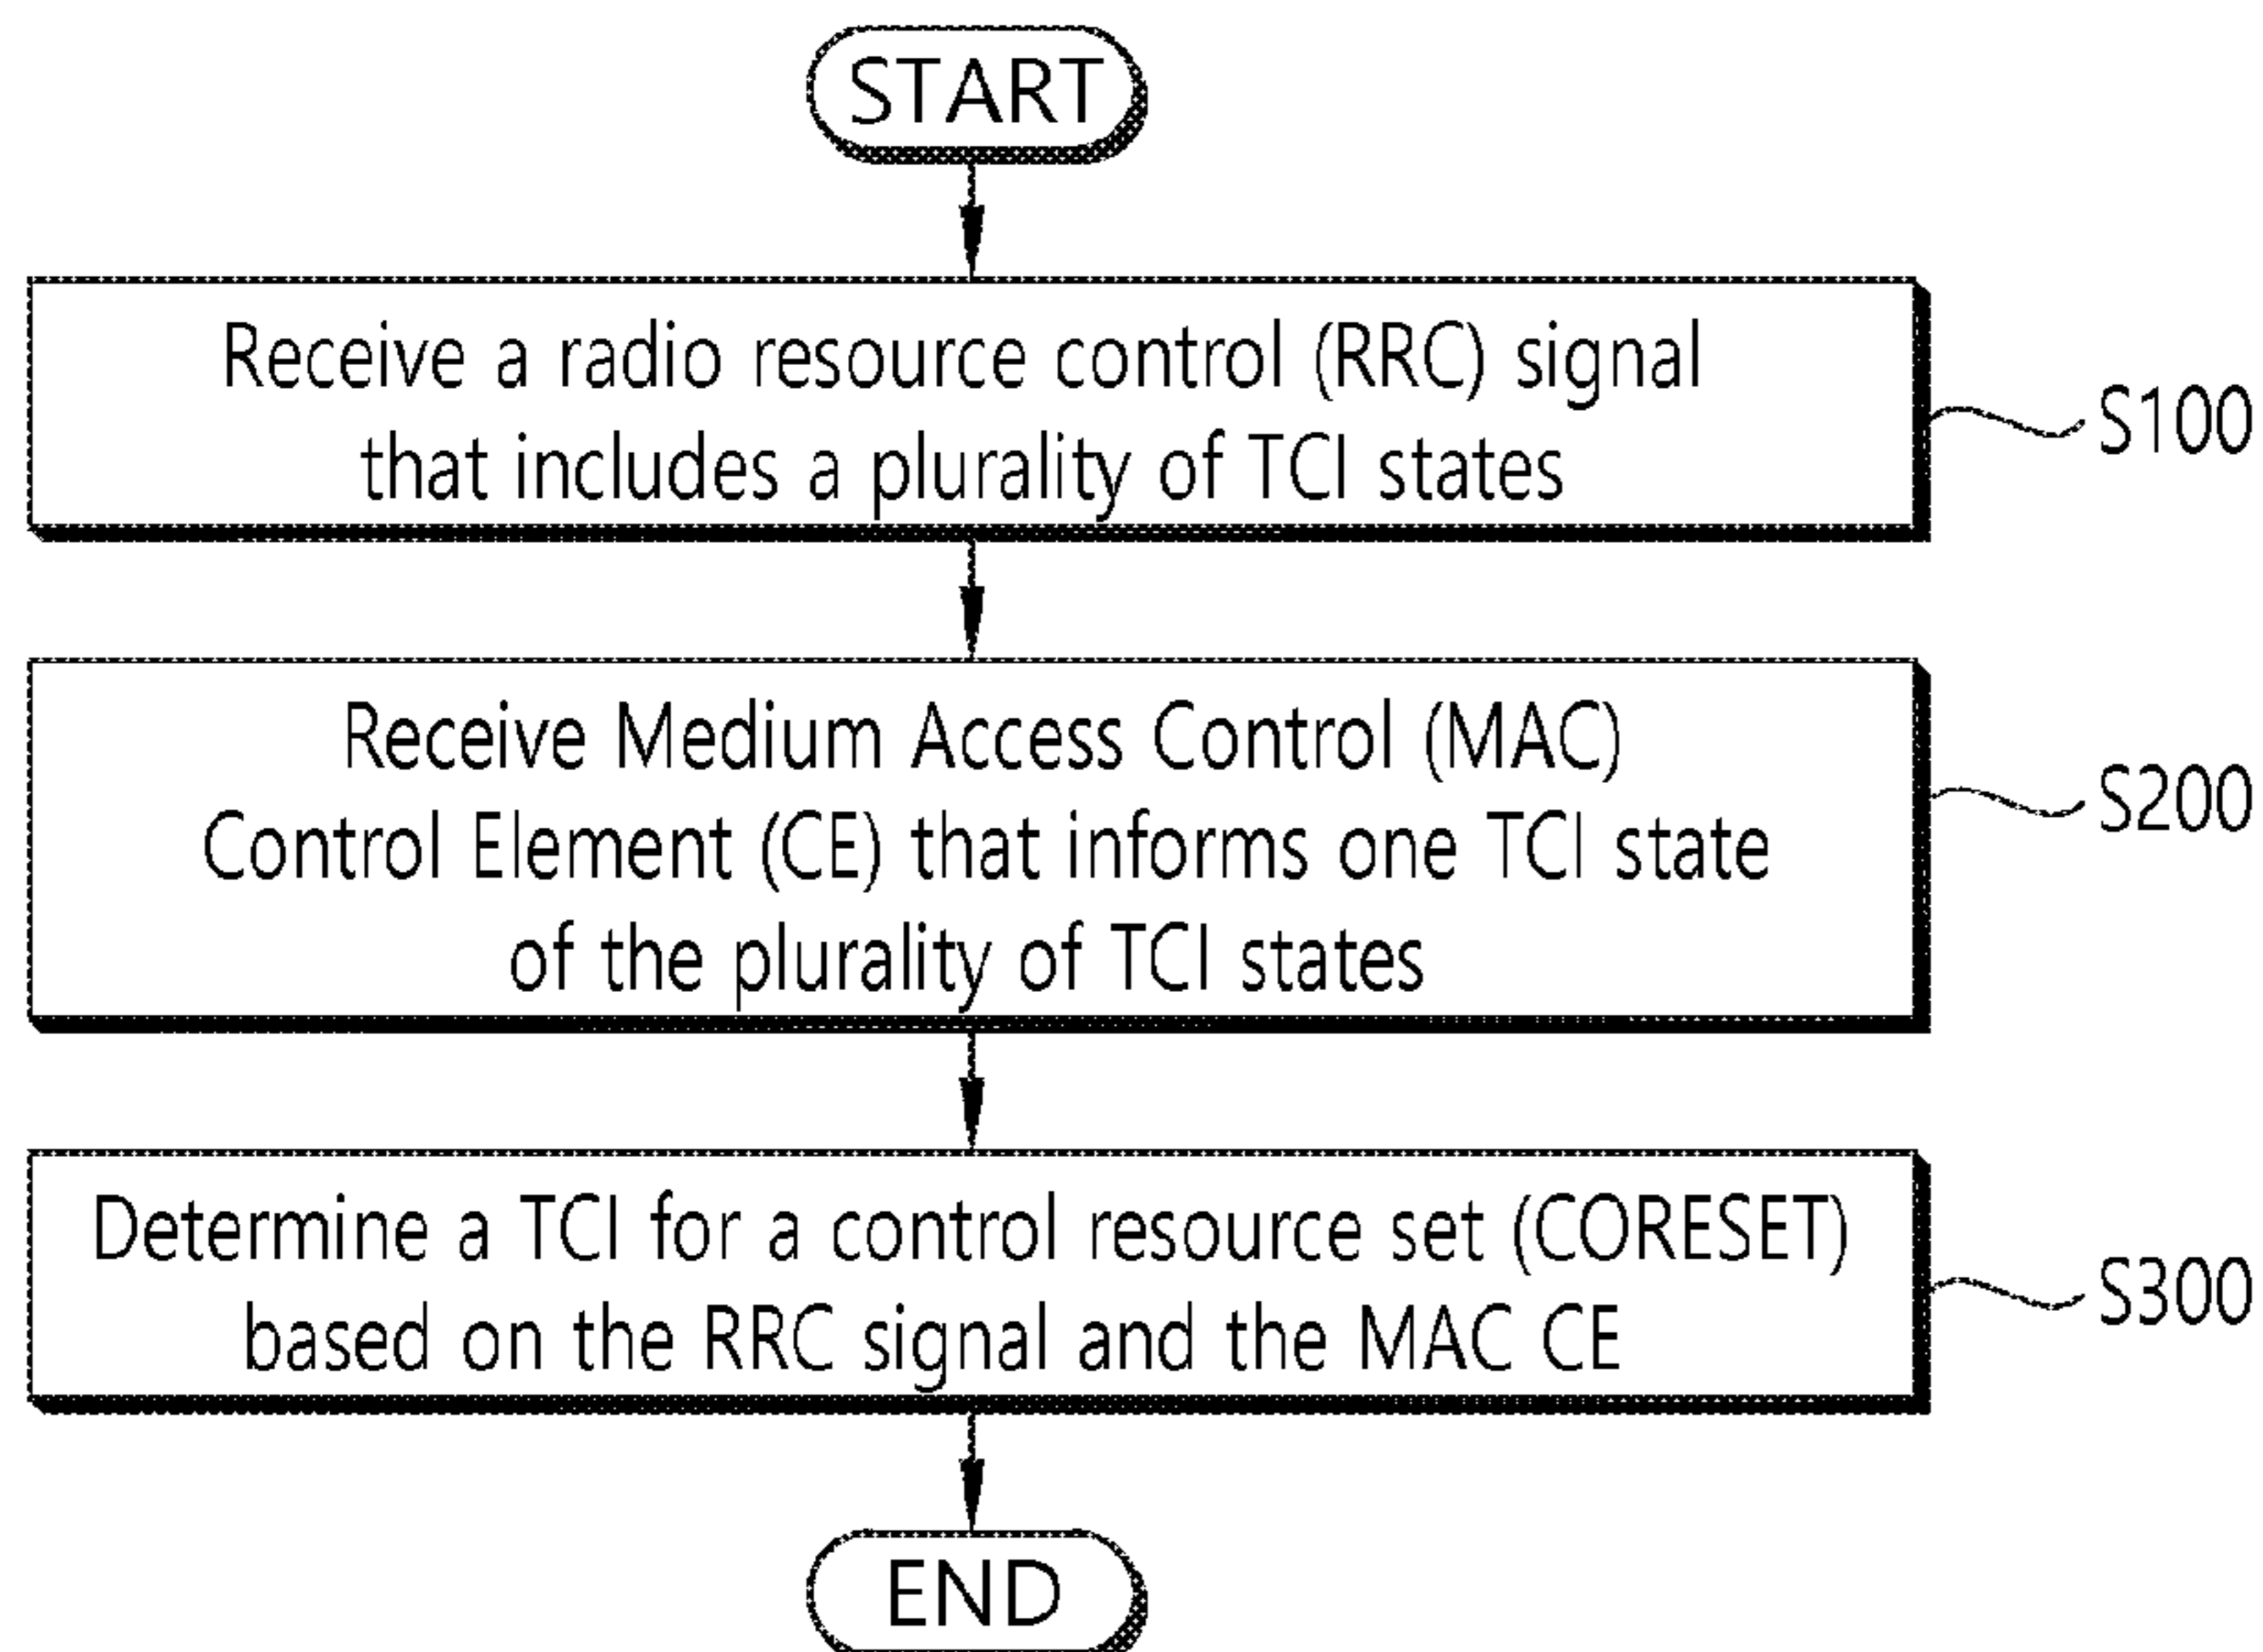 START
Receive a radio resource control (RRC) signal
that includes a plurality of TCI states
S100
Receive Medium Access Control (MAC)
Control Element (CE) that informs one TCI state
of the plurality of TCI states
S200
Determine a TCI for a control resource set (CORESET)
based on the RRC signal and the MAC CE
S300
END